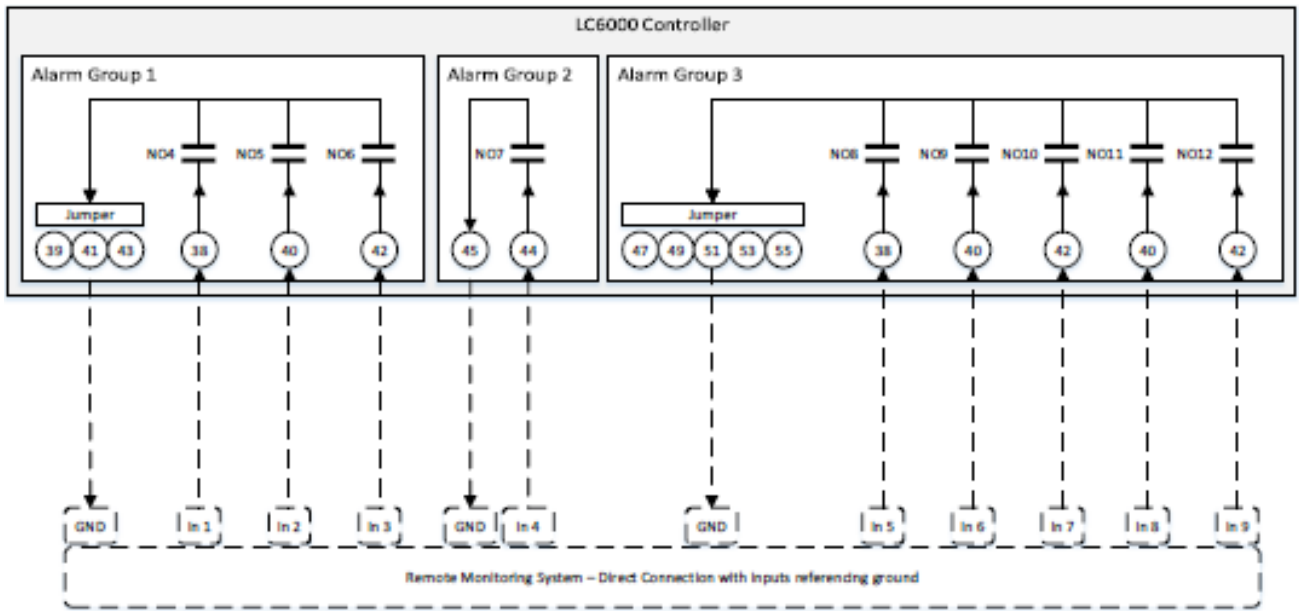 LC6000 Controller
Alarm Group 1
Alarm Group 2
Alarm Group 3
NO4 NO5 NO6 NO7 NO8 NO9 NO10 NO11 NO12
Jumper Jumper
39 41 43 38 40 42 45 44 47 49 51 53 55 38 40 42 40 42
GND In 1 In 2 In 3 GND In 4 GND In 5 In 6 In 7 In 8 In 9
Remote Monitoring System – Direct Connection with Inputs referencing ground